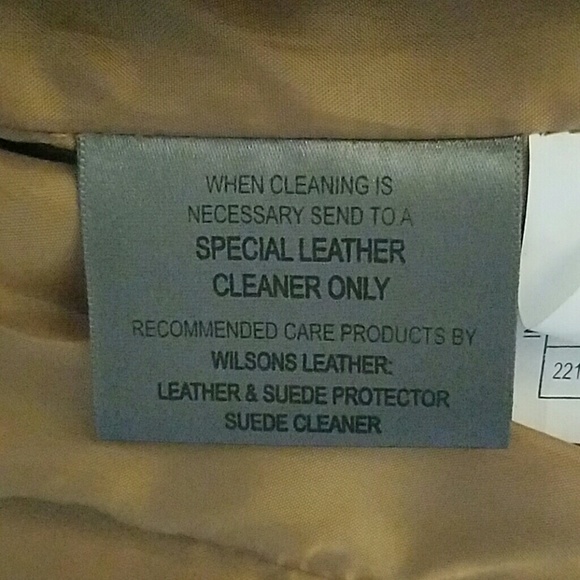 WHEN CLEANING IS
NECESSARY SEND TO A
SPECIAL LEATHER
CLEANER ONLY
RECOMMENDED CARE PRODUCTS BY
WILSONS LEATHER:
LEATHER & SUEDE PROTECTOR
SUEDE CLEANER
221